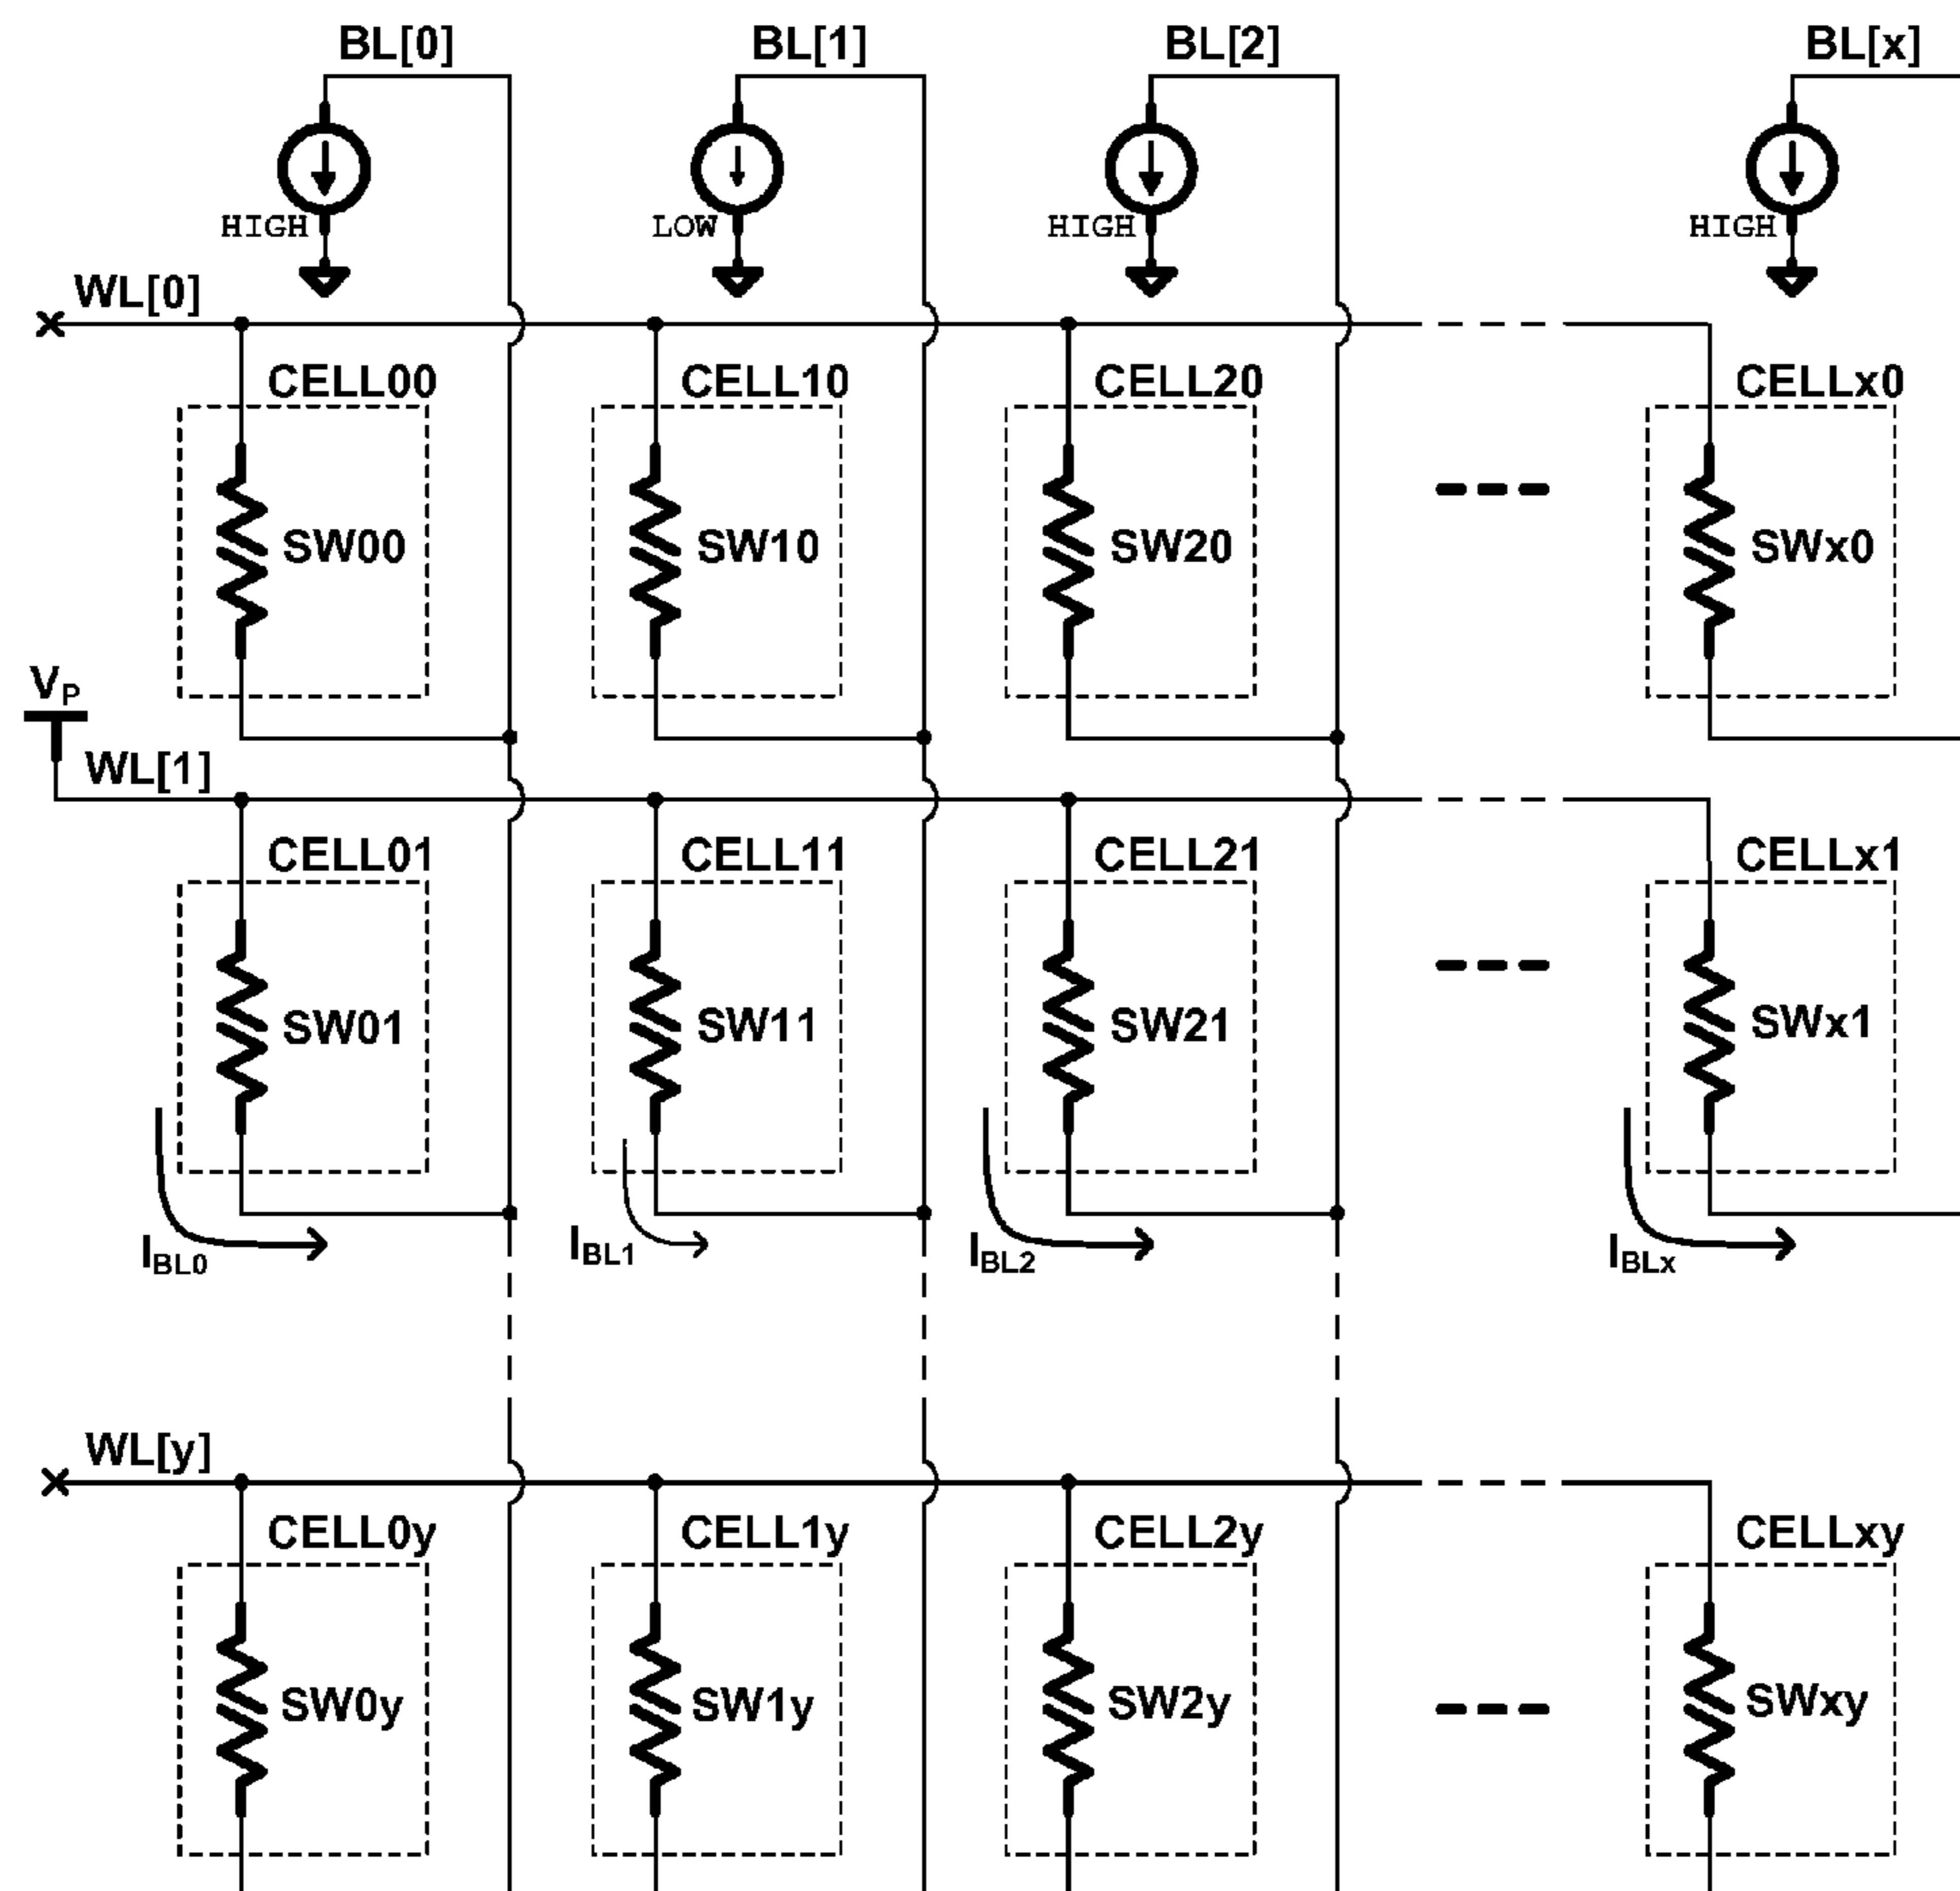 BL[0] BL[1] BL[2] BL[x]
HIGH LOW HIGH HIGH
WL[0]
CELL00 CELL10 CELL20 CELLx0
SW00 SW10 SW20 SWx0
VP
WL[1]
CELL01 CELL11 CELL21 CELLx1
SW01 SW11 SW21 SWx1
IBL0 IBL1 IBL2 IBLx
WL[y]
CELL0y CELL1y CELL2y CELLxy
SW0y SW1y SW2y SWxy